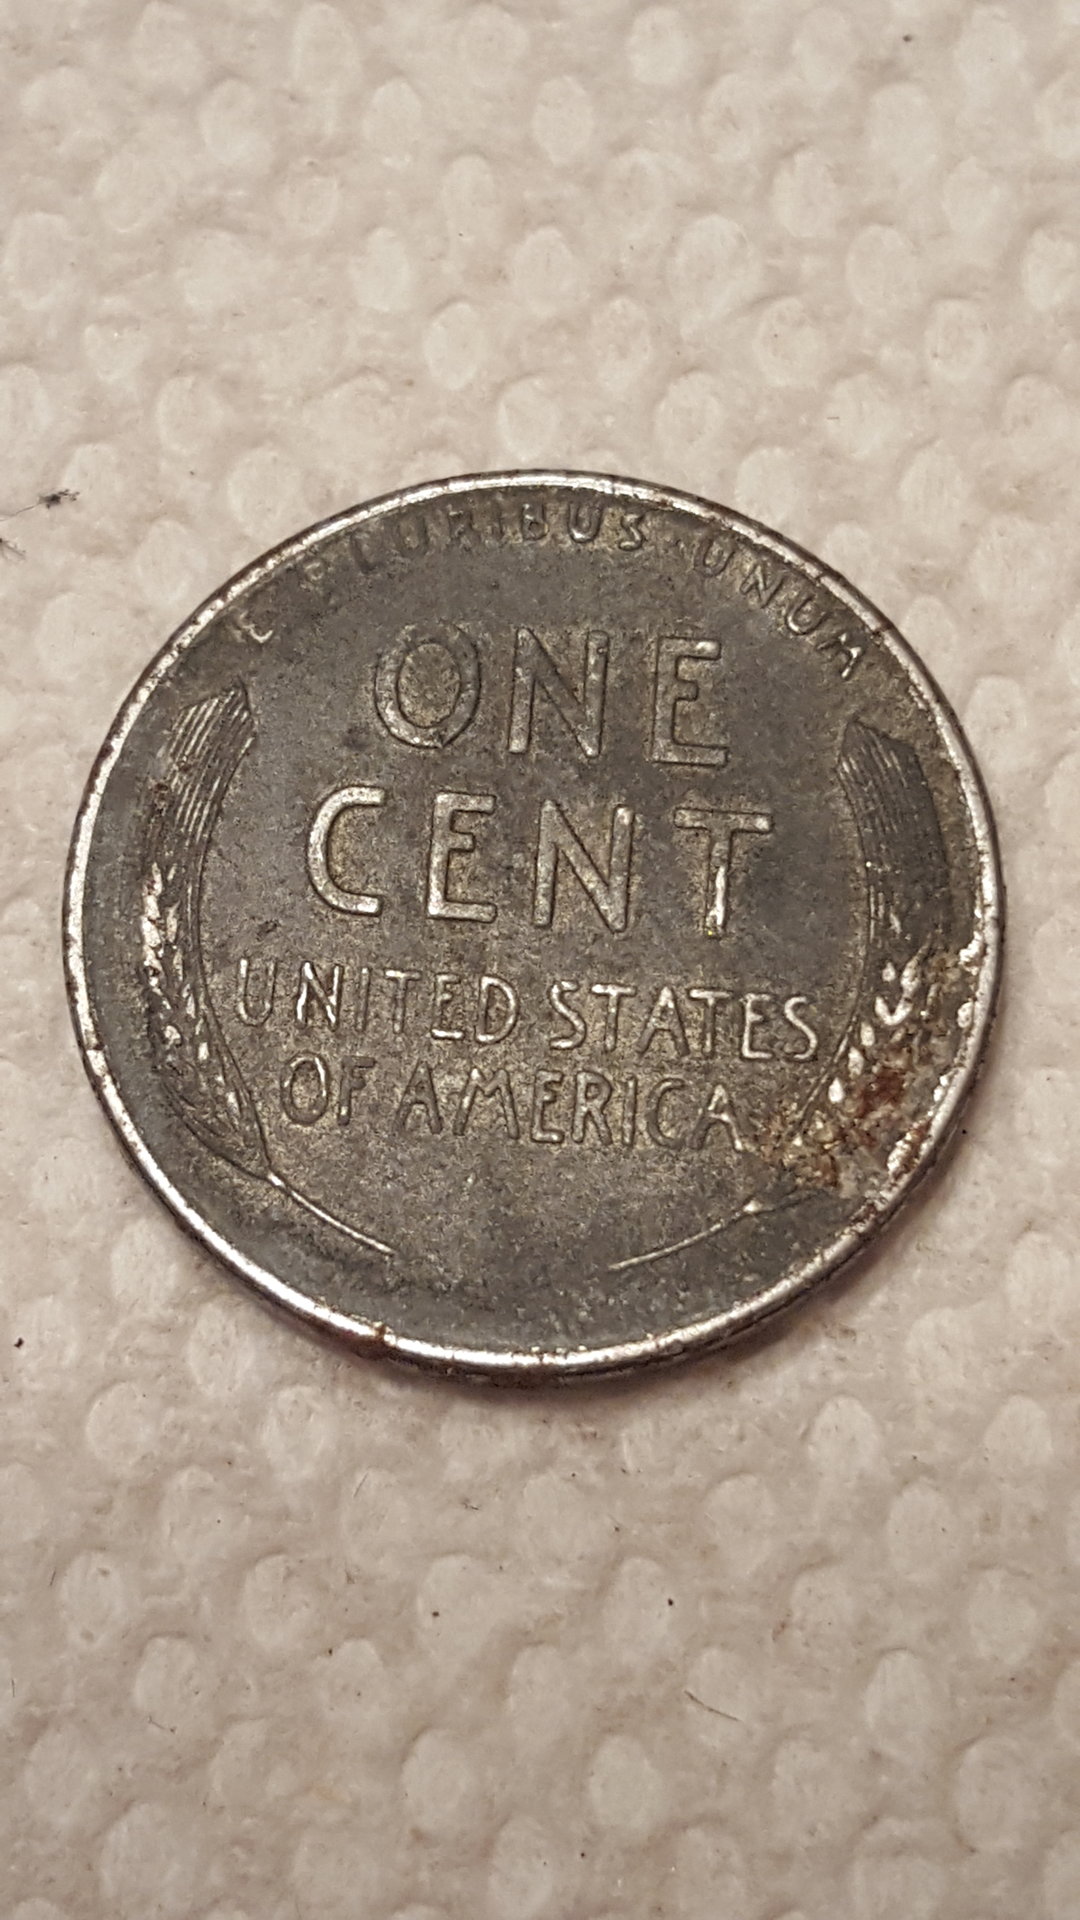 E PLURIBUS · UNUM
ONE
CENT
UNITED STATES
OF AMERICA